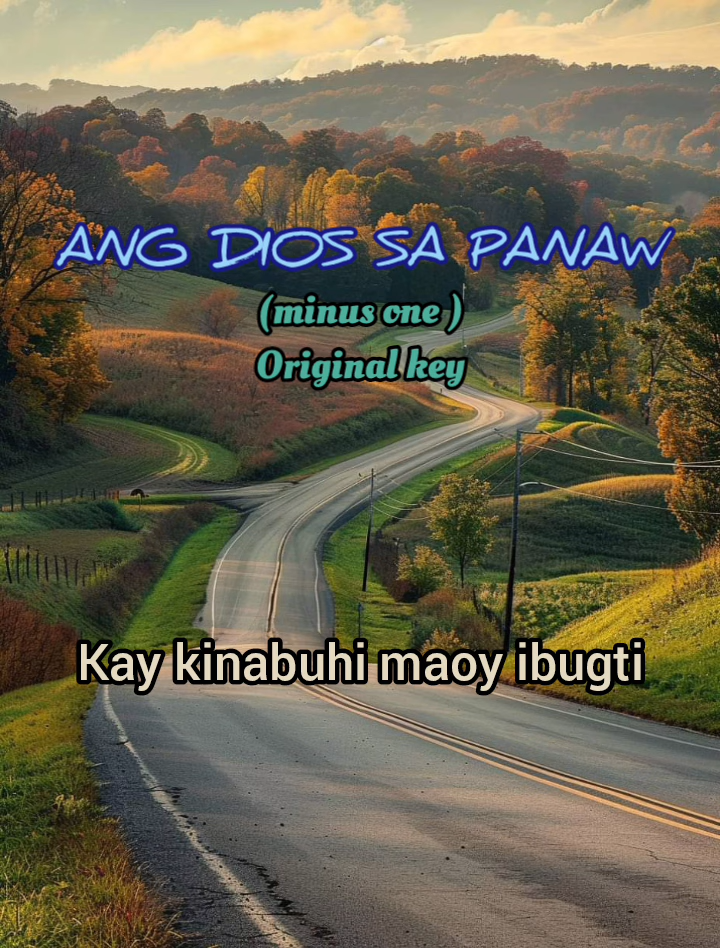 ANG DIOS SA PANAW
(minus one )
Original key
Kay kinabuhi maoy ibugti